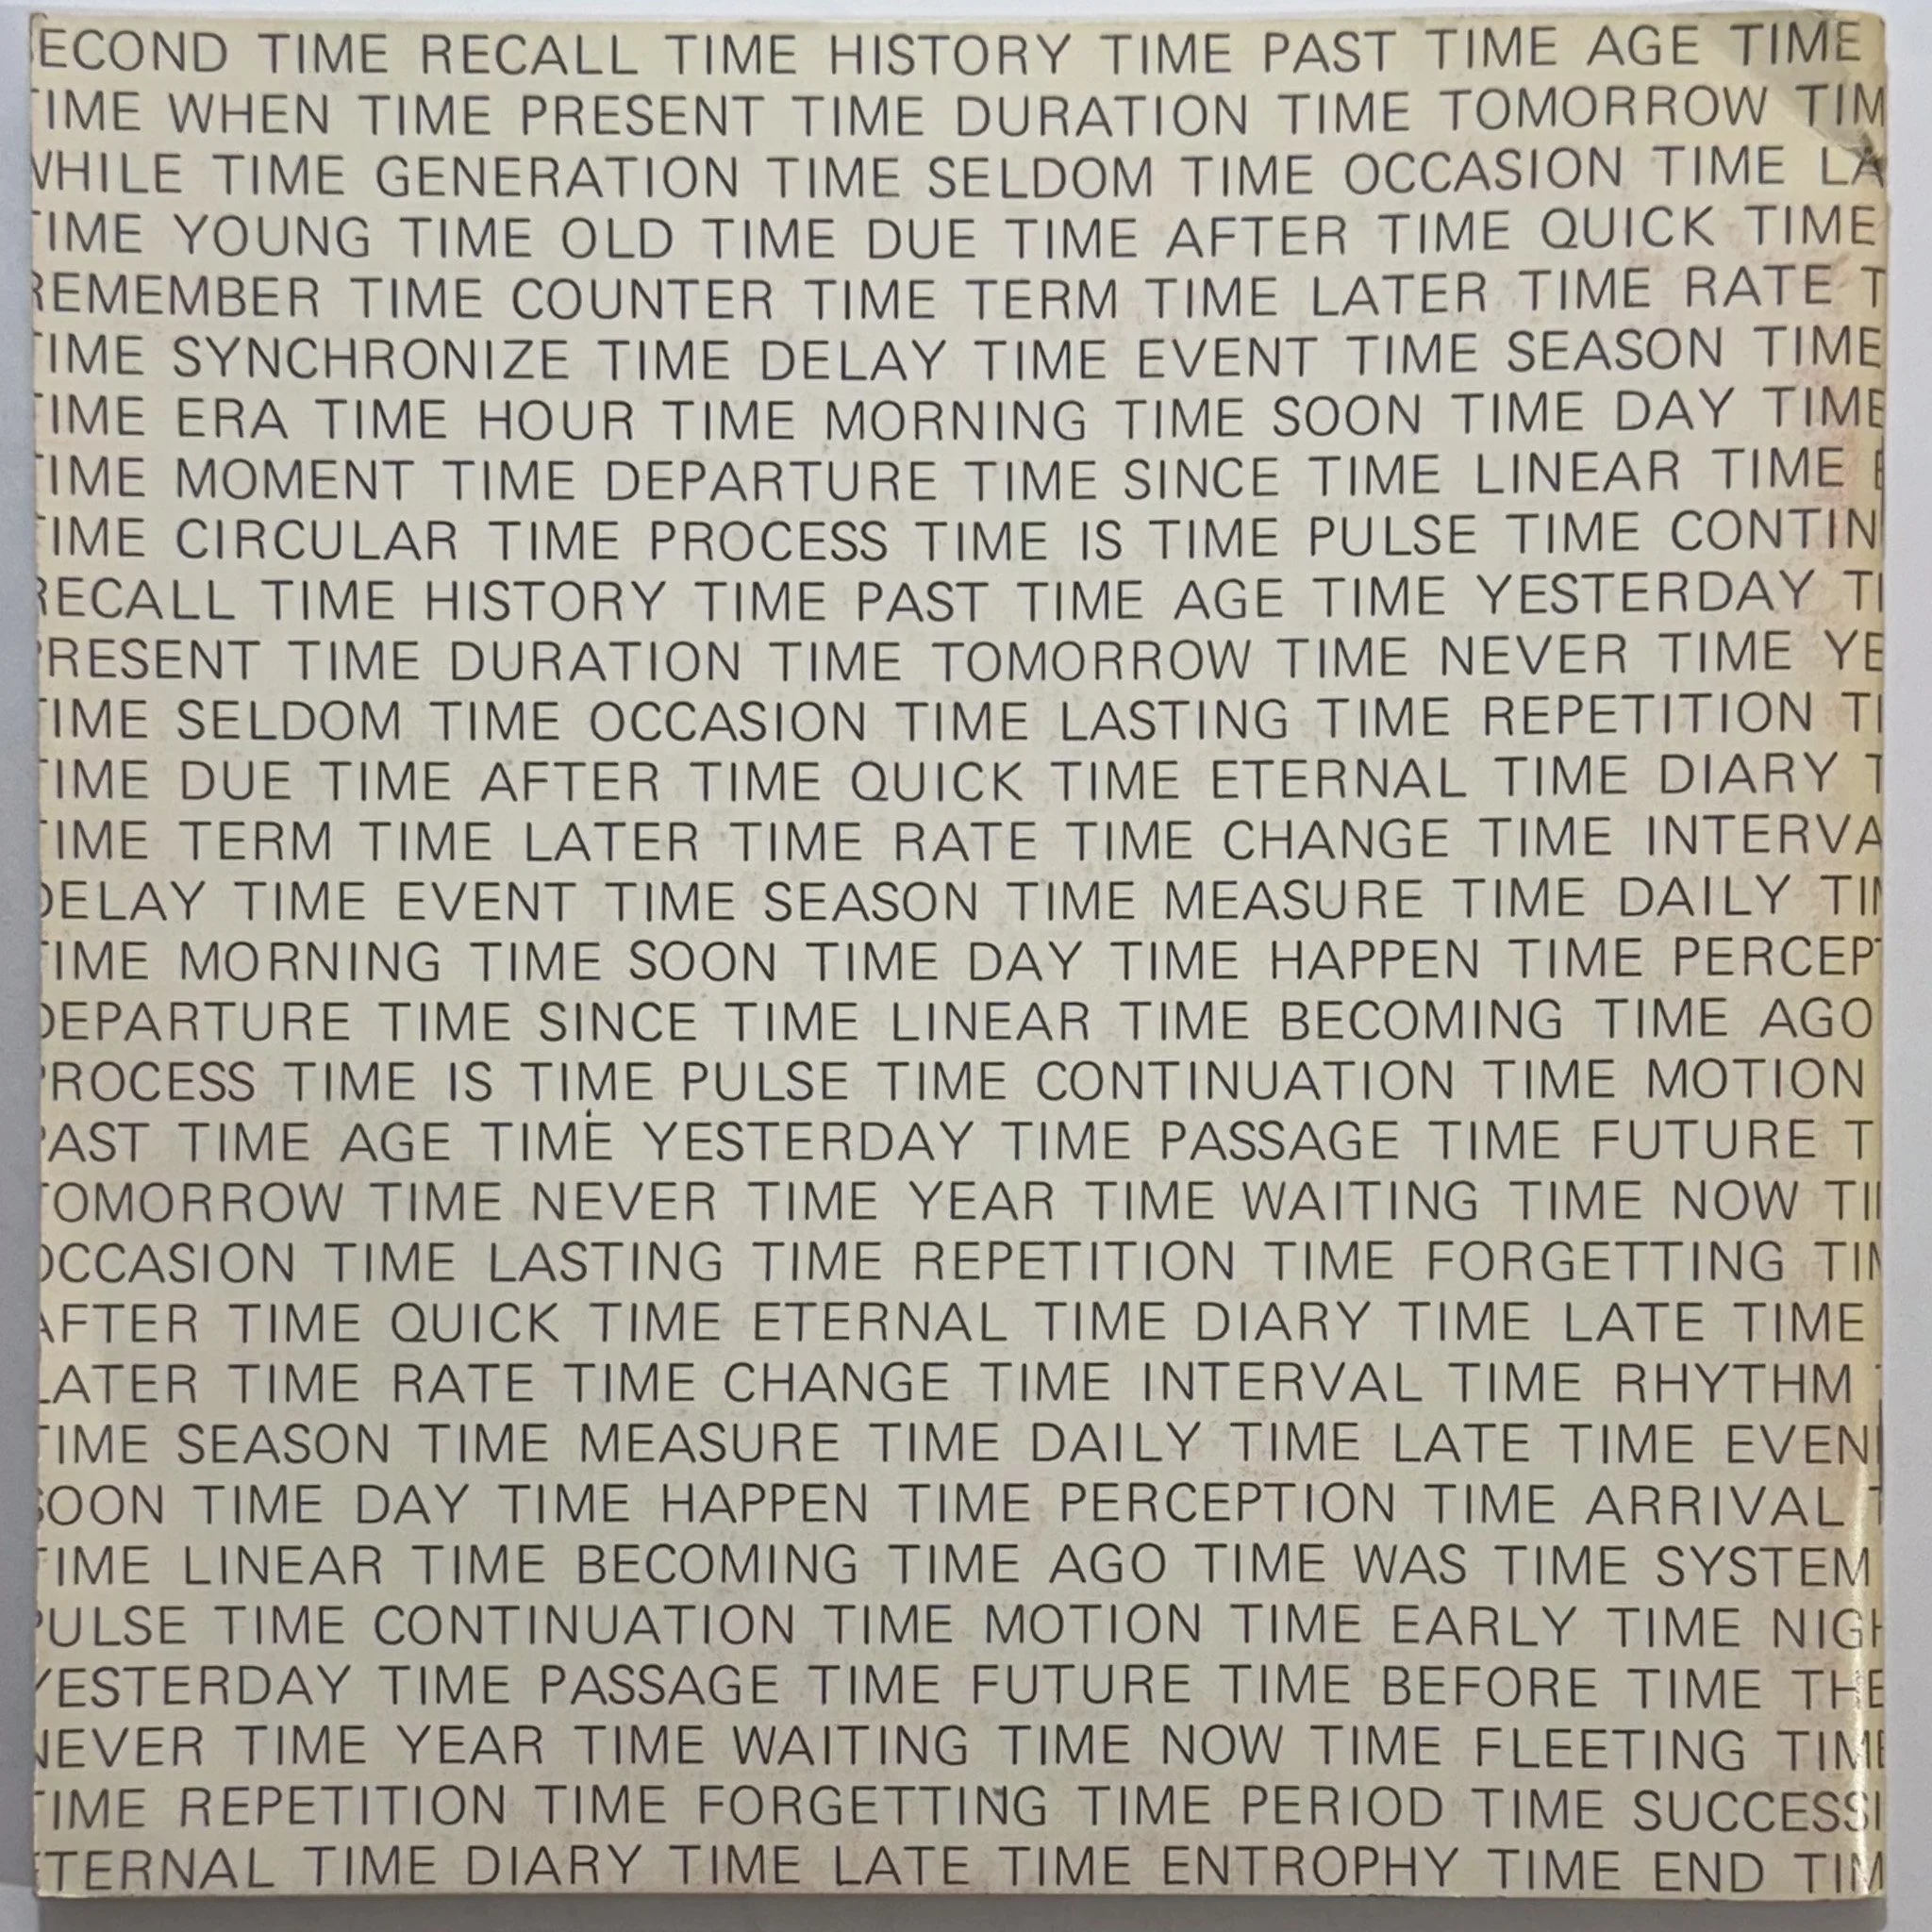 ECOND TIME RECALL TIME HISTORY TIME PAST TIME AGE TIME
TIME WHEN TIME PRESENT TIME DURATION TIME TOMORROW TIM
WHILE TIME GENERATION TIME SELDOM TIME OCCASION TIME LA
TIME YOUNG TIME OLD TIME DUE TIME AFTER TIME QUICK TIME
REMEMBER TIME COUNTER TIME TERM TIME LATER TIME RATE T
TIME SYNCHRONIZE TIME DELAY TIME EVENT TIME SEASON TIME
TIME ERA TIME HOUR TIME MORNING TIME SOON TIME DAY TIME
TIME MOMENT TIME DEPARTURE TIME SINCE TIME LINEAR TIME
TIME CIRCULAR TIME PROCESS TIME IS TIME PULSE TIME CONTIN
RECALL TIME HISTORY TIME PAST TIME AGE TIME YESTERDAY TI
PRESENT TIME DURATION TIME TOMORROW TIME NEVER TIME YE
TIME SELDOM TIME OCCASION TIME LASTING TIME REPETITION TI
TIME DUE TIME AFTER TIME QUICK TIME ETERNAL TIME DIARY T
TIME TERM TIME LATER TIME RATE TIME CHANGE TIME INTERVA
DELAY TIME EVENT TIME SEASON TIME MEASURE TIME DAILY TIM
TIME MORNING TIME SOON TIME DAY TIME HAPPEN TIME PERCEPT
DEPARTURE TIME SINCE TIME LINEAR TIME BECOMING TIME AGO
PROCESS TIME IS TIME PULSE TIME CONTINUATION TIME MOTION
PAST TIME AGE TIME YESTERDAY TIME PASSAGE TIME FUTURE T
TOMORROW TIME NEVER TIME YEAR TIME WAITING TIME NOW TI
OCCASION TIME LASTING TIME REPETITION TIME FORGETTING TIM
AFTER TIME QUICK TIME ETERNAL TIME DIARY TIME LATE TIME
LATER TIME RATE TIME CHANGE TIME INTERVAL TIME RHYTHM
TIME SEASON TIME MEASURE TIME DAILY TIME LATE TIME EVENI
SOON TIME DAY TIME HAPPEN TIME PERCEPTION TIME ARRIVAL T
TIME LINEAR TIME BECOMING TIME AGO TIME WAS TIME SYSTEM
PULSE TIME CONTINUATION TIME MOTION TIME EARLY TIME NIGH
YESTERDAY TIME PASSAGE TIME FUTURE TIME BEFORE TIME THE
NEVER TIME YEAR TIME WAITING TIME NOW TIME FLEETING TIME
TIME REPETITION TIME FORGETTING TIME PERIOD TIME SUCCESSI
ETERNAL TIME DIARY TIME LATE TIME ENTROPHY TIME END TIM